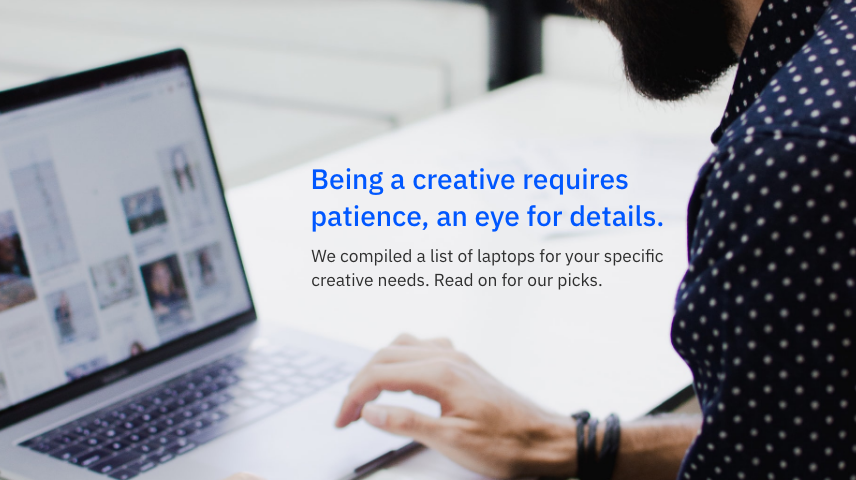 Being a creative requires
patience, an eye for details.
We compiled a list of laptops for your specific
creative needs. Read on for our picks.